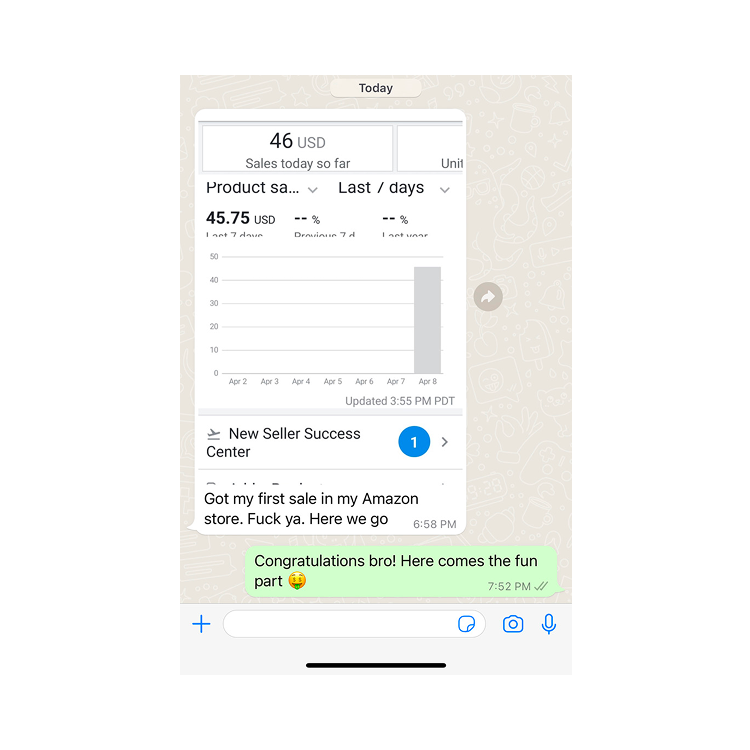 Today
46 USD
Sales today so far
Unit
Product sa... Last 7 days
45.75 USD -- % -- %
Last 7 days Previous 7 d Last year
50
40
30
20
10
0
Apr 2 Apr 3 Apr 4 Apr 5 Apr 6 Apr 7 Apr 8
Updated 3:55 PM PDT
New Seller Success
Center
1
Got my first sale in my Amazon
store. Fuck ya. Here we go
6:58 PM
Congratulations bro! Here comes the fun
part 🤑
7:52 PM